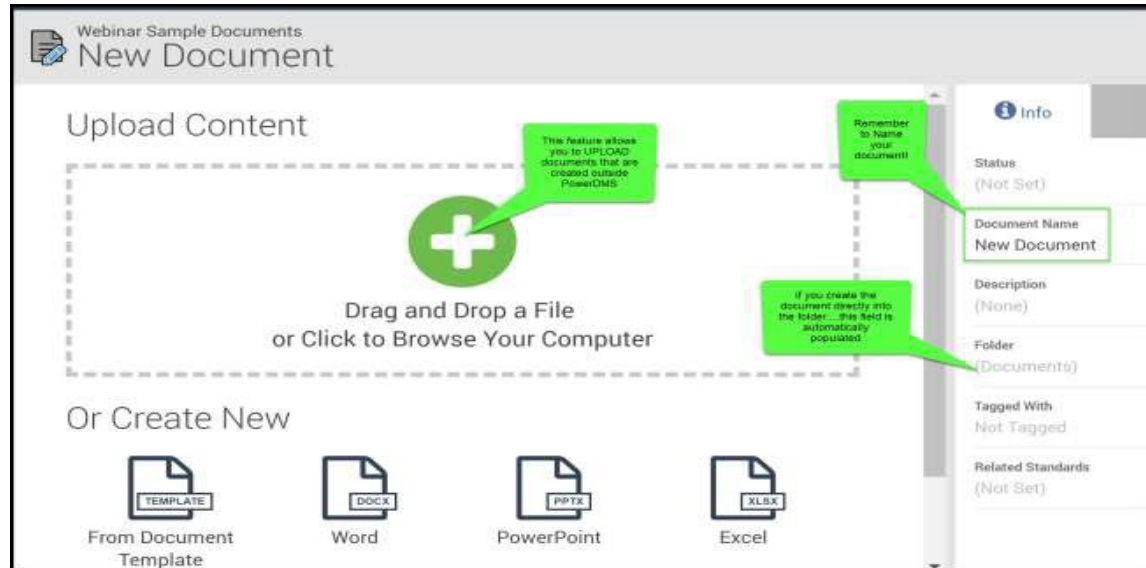 Webinar Sample Documents
New Document
Upload Content
This feature allows
you to UPLOAD
documents that are
created outside
PowerDMS
Drag and Drop a File
or Click to Browse Your Computer
Or Create New
TEMPLATE
From Document
Template
DOCX
Word
PPTX
PowerPoint
XLSX
Excel
Remember
to Name
your
document!
Info
Status
(Not Set)
Document Name
New Document
Description
(None)
If you create the
document directly into
the folder....this field is
automatically
populated
Folder
(Documents)
Tagged With
Not Tagged
Related Standards
(Not Set)